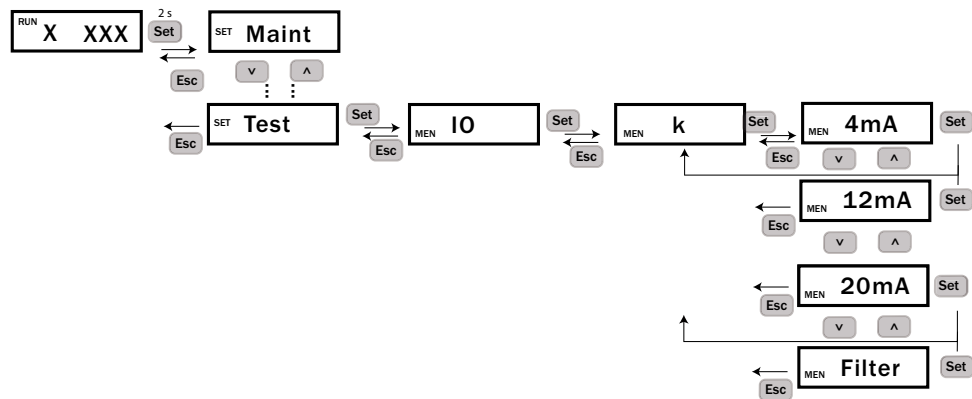 2 s
RUN X XXX Set SET Maint
Esc v ʌ
SET Test Set MEN IO Set MEN k Set MEN 4mA Set
Esc Esc Esc Esc v ʌ
MEN 12mA Set
Esc
v ʌ
MEN 20mA Set
Esc
v ʌ
MEN Filter Set
Esc